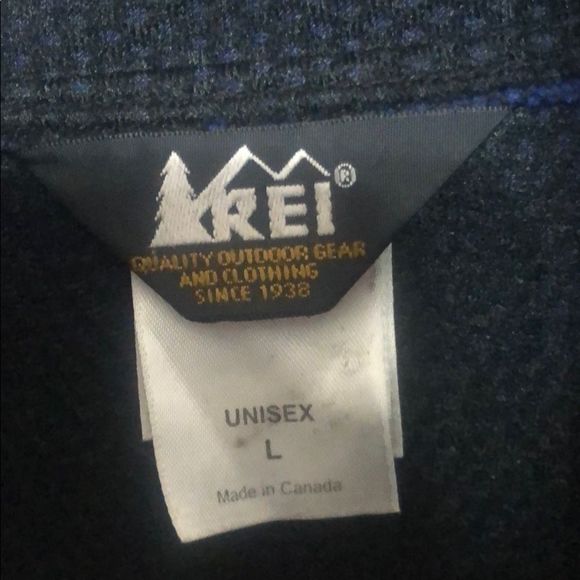 REI®
QUALITY OUTDOOR GEAR
AND CLOTHING
SINCE 1938
UNISEX
L
Made in Canada